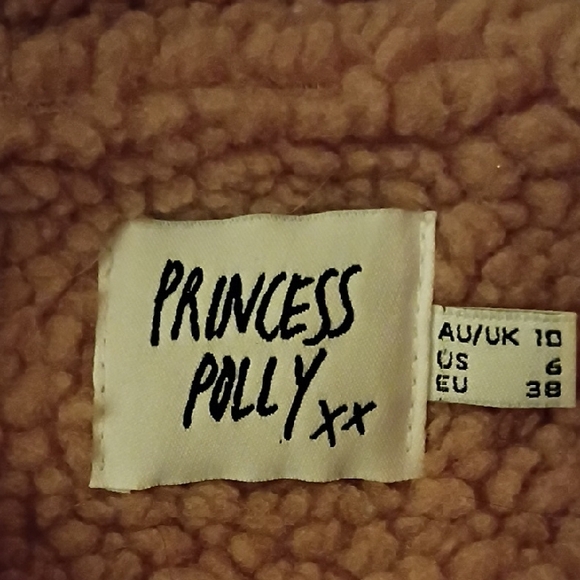 PRINCESS
POLLY xx
AU/UK 10
US 6
EU 38